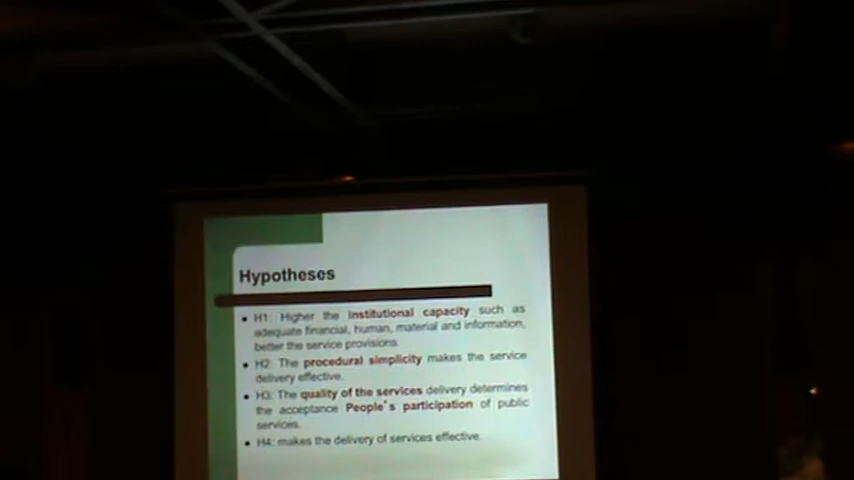 Hypotheses
• H1: Higher the institutional capacity such as
adequate financial, human, material and information,
better the service provisions.
• H2: The procedural simplicity makes the service
delivery effective.
• H3: The quality of the services delivery determines
the acceptance People's participation of public
services.
• H4: makes the delivery of services effective.